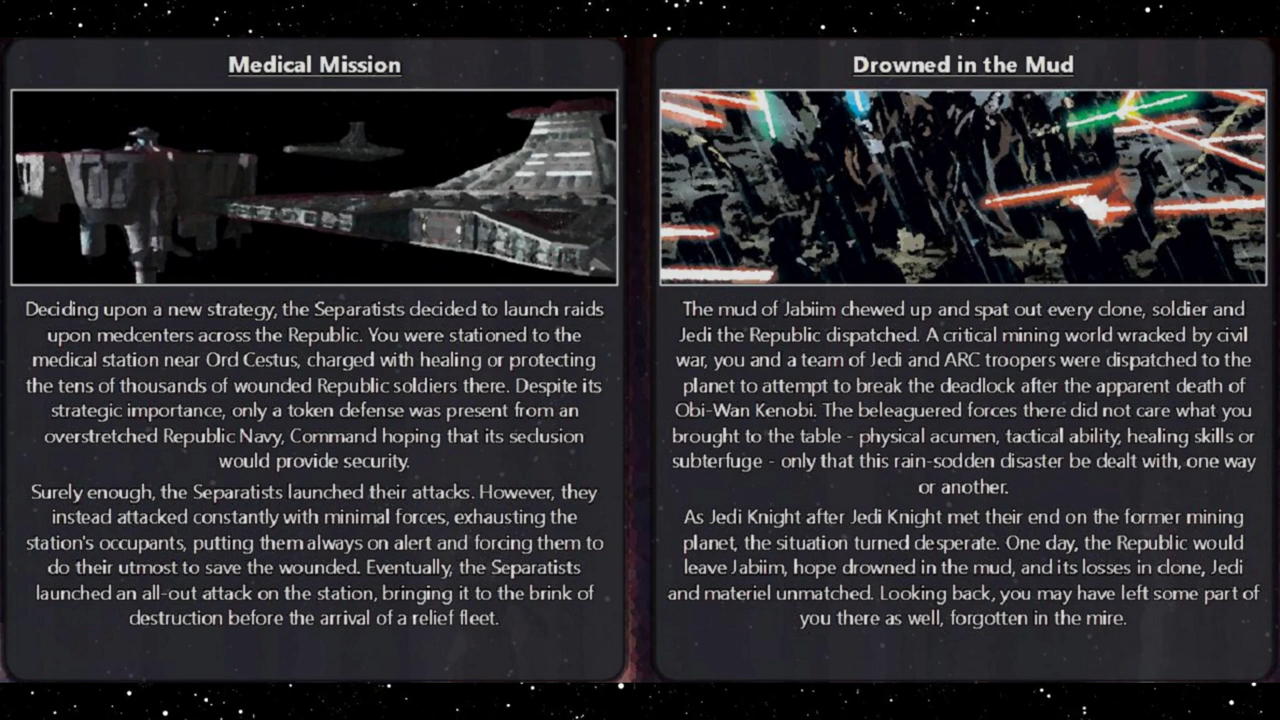 Medical Mission
Deciding upon a new strategy, the Separatists decided to launch raids
upon medcenters across the Republic. You were stationed to the
medical station near Ord Cestus, charged with healing or protecting
the tens of thousands of wounded Republic soldiers there. Despite its
strategic importance, only a token defense was present from an
overstretched Republic Navy, Command hoping that its seclusion
would provide security.
Surely enough, the Separatists launched their attacks. However, they
instead attacked constantly with minimal forces, exhausting the
station's occupants, putting them always on alert and forcing them to
do their utmost to save the wounded. Eventually, the Separatists
launched an all-out attack on the station, bringing it to the brink of
destruction before the arrival of a relief fleet.
Drowned in the Mud
The mud of Jabiim chewed up and spat out every clone, soldier and
Jedi the Republic dispatched. A critical mining world wracked by civil
war, you and a team of Jedi and ARC troopers were dispatched to the
planet to attempt to break the deadlock after the apparent death of
Obi-Wan Kenobi. The beleaguered forces there did not care what you
brought to the table - physical acumen, tactical ability, healing skills or
subterfuge - only that this rain-sodden disaster be dealt with, one way
or another.
As Jedi Knight after Jedi Knight met their end on the former mining
planet, the situation turned desperate. One day, the Republic would
leave Jabiim, hope drowned in the mud, and its losses in clone, Jedi
and materiel unmatched. Looking back, you may have left some part of
you there as well, forgotten in the mire.